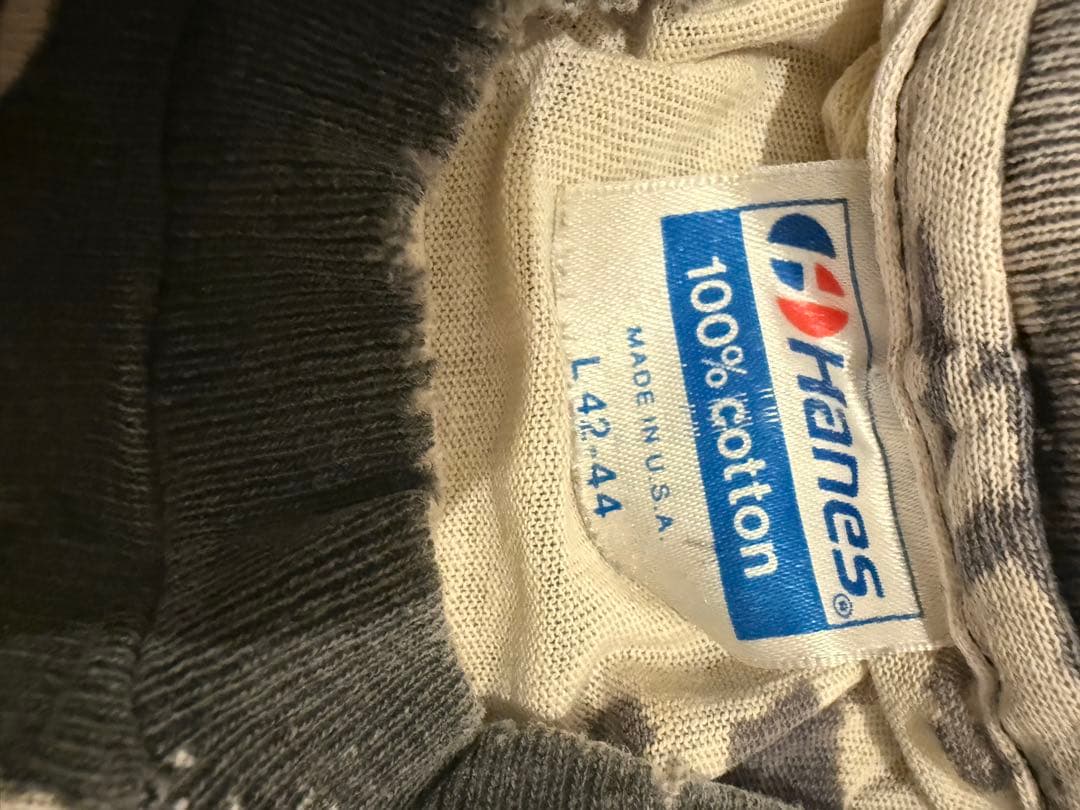 Hanes®
100% cotton
MADE IN U.S.A.
L 42-44